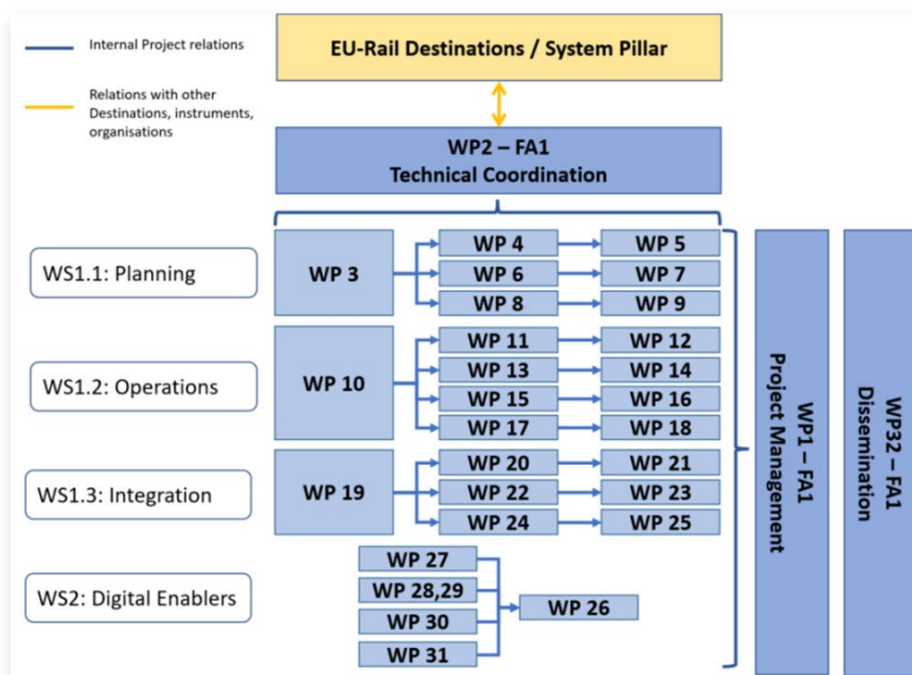 Internal Project relations
Relations with other
Destinations, instruments,
organisations
EU-Rail Destinations / System Pillar
WP2 – FA1
Technical Coordination
WS1.1: Planning
WP 3
WP 4
WP 5
WP 6
WP 7
WP 8
WP 9
WS1.2: Operations
WP 10
WP 11
WP 12
WP 13
WP 14
WP 15
WP 16
WP 17
WP 18
WS1.3: Integration
WP 19
WP 20
WP 21
WP 22
WP 23
WP 24
WP 25
WS2: Digital Enablers
WP 27
WP 28,29
WP 30
WP 31
WP 26
WP1 – FA1
Project Management
WP32 – FA1
Dissemination